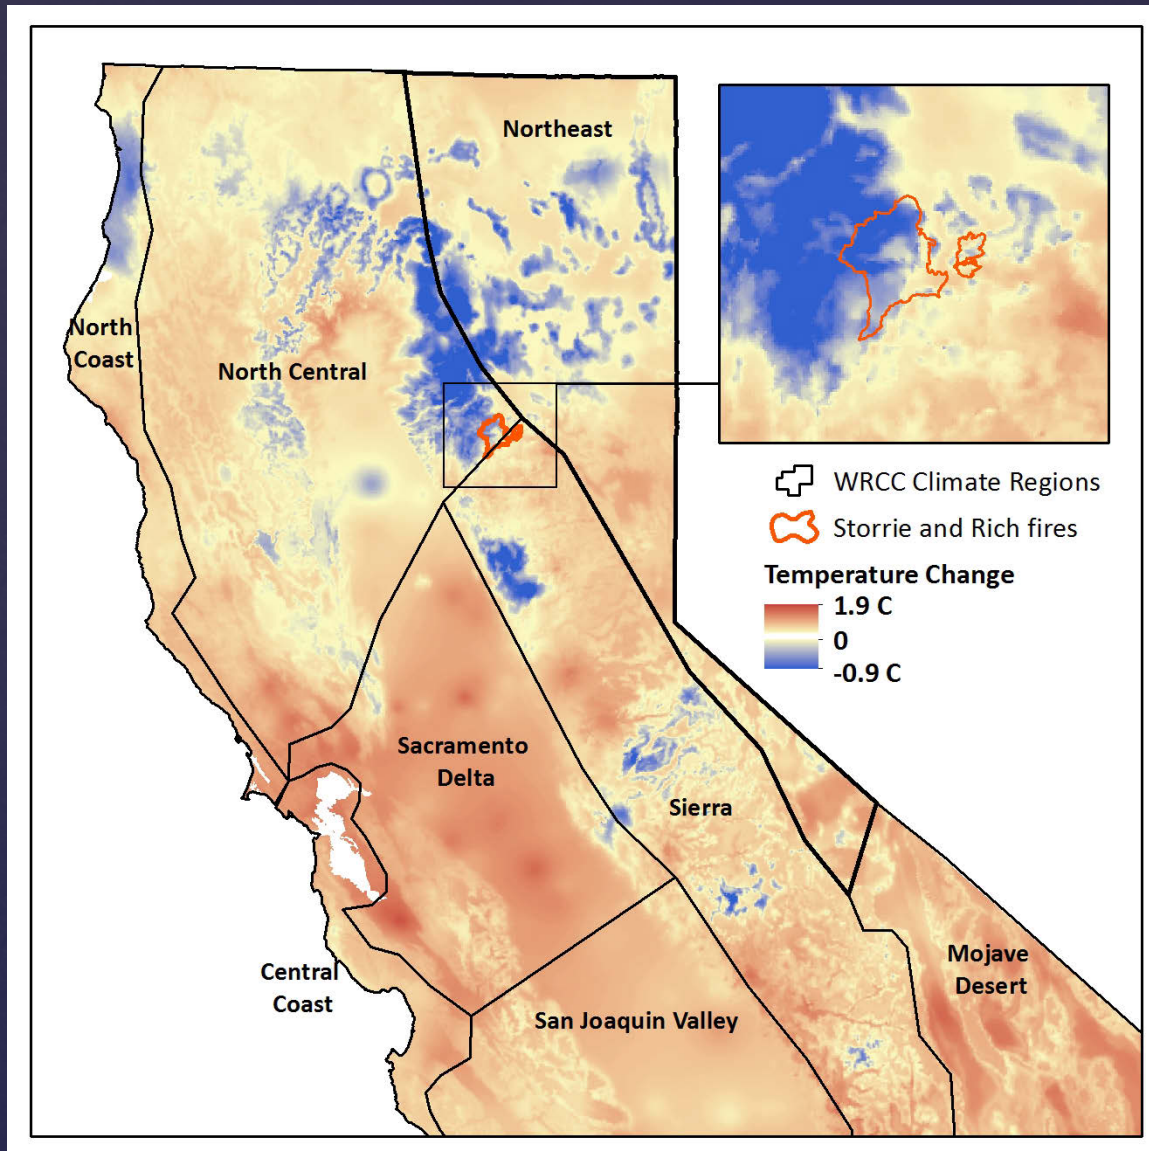 Northeast
North
Coast
North Central
WRCC Climate Regions
Storrie and Rich fires
Temperature Change
1.9 C
0
-0.9 C
Sacramento
Delta
Sierra
Central
Coast
Mojave
Desert
San Joaquin Valley